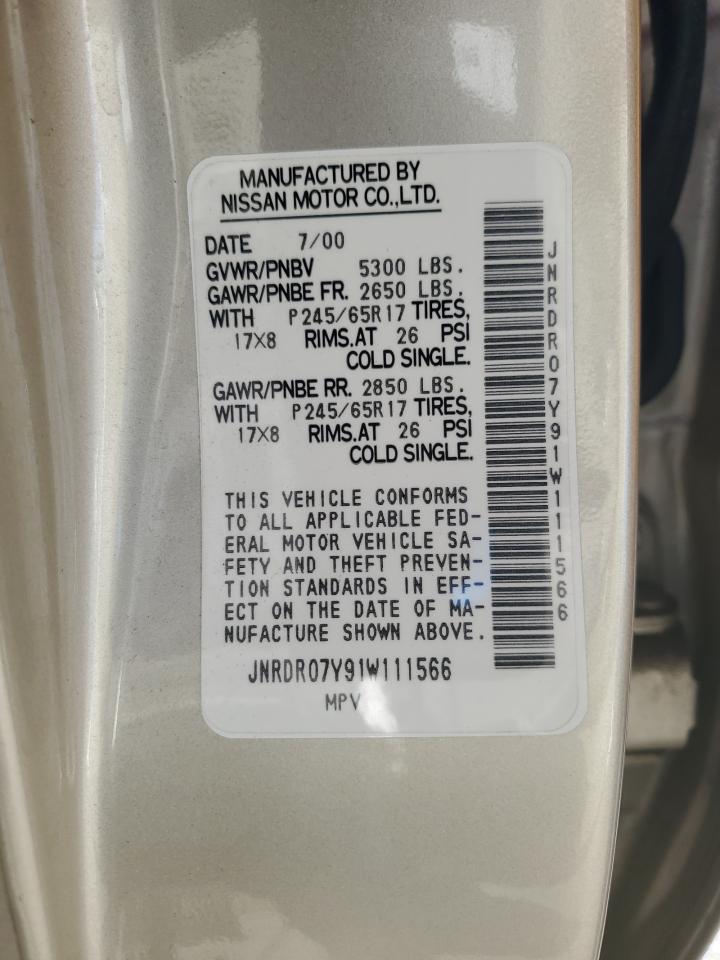 MANUFACTURED BY
NISSAN MOTOR CO.,LTD.
DATE 7/00
GVWR/PNBV 5300 LBS.
GAWR/PNBE FR. 2650 LBS.
WITH P245/65R17 TIRES,
17X8 RIMS.AT 26 PSI
COLD SINGLE.
GAWR/PNBE RR. 2850 LBS.
WITH P245/65R17 TIRES,
17X8 RIMS.AT 26 PSI
COLD SINGLE.
THIS VEHICLE CONFORMS
TO ALL APPLICABLE FED-
ERAL MOTOR VEHICLE SA-
FETY AND THEFT PREVEN-
TION STANDARDS IN EFF-
ECT ON THE DATE OF MA-
NUFACTURE SHOWN ABOVE.
JNRDR07Y91W111566
MPV
JNRDR07Y91W111566